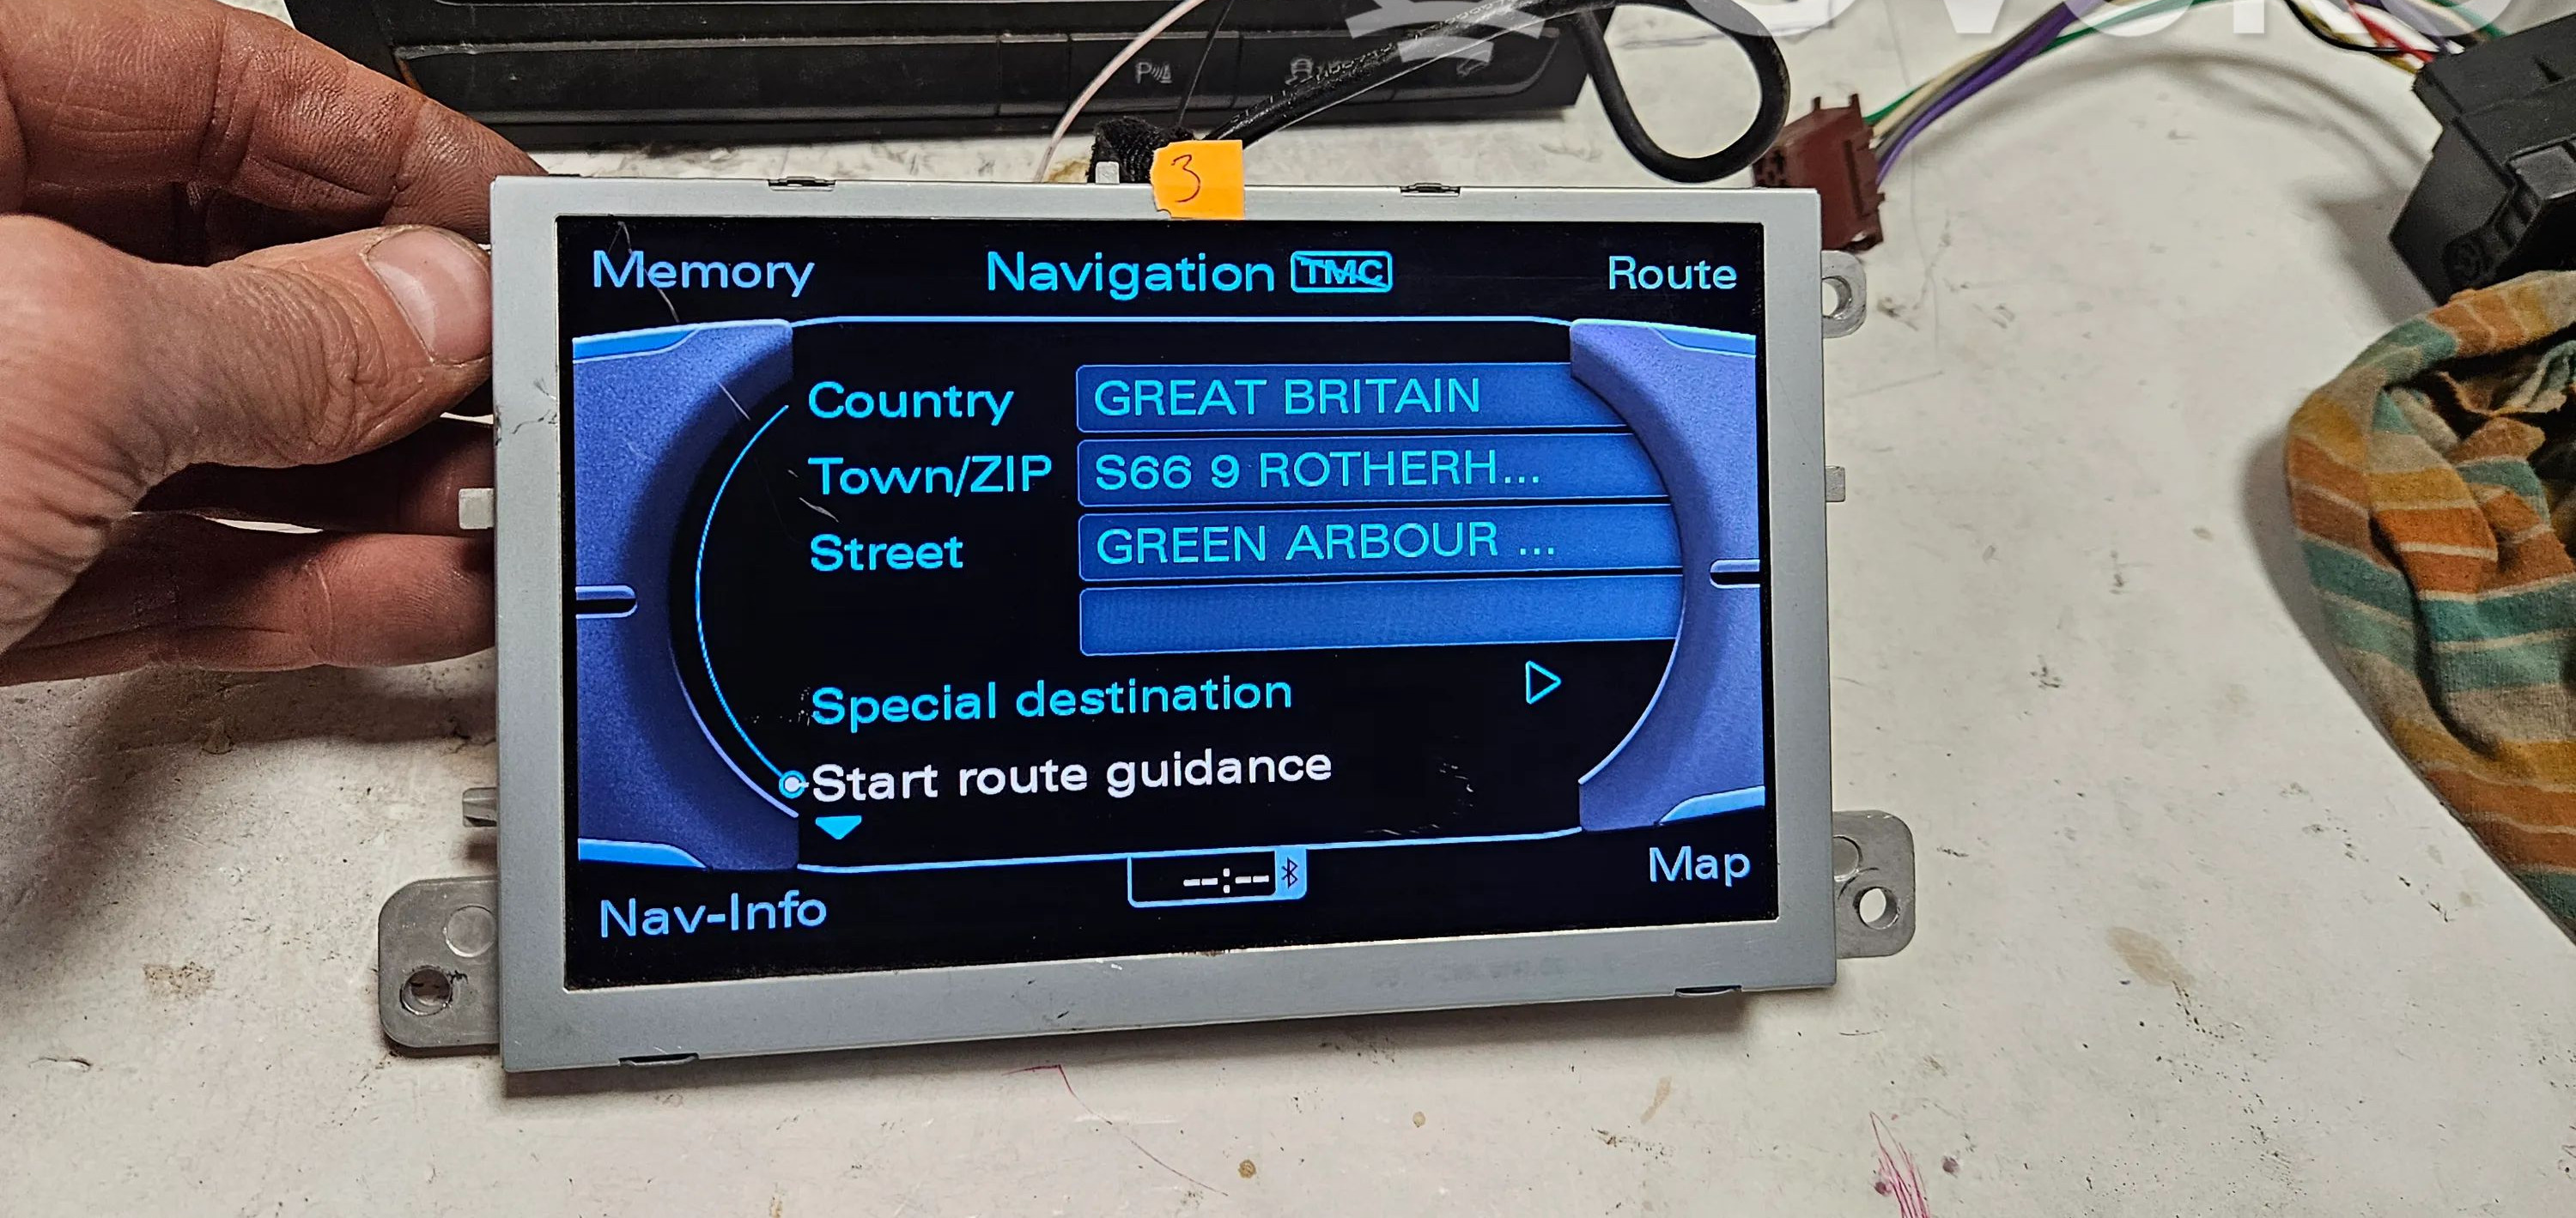 P
3
Memory Navigation TMC Route
Country GREAT BRITAIN
Town/ZIP S66 9 ROTHERH...
Street GREEN ARBOUR ...
Special destination
Start route guidance
--:--
Nav-Info Map